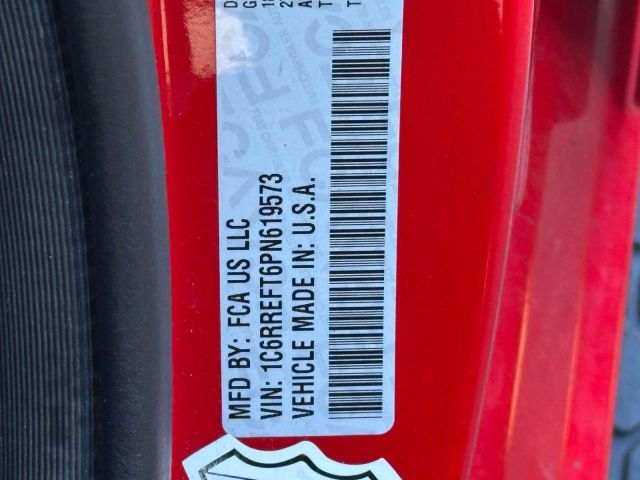 MFD BY: FCA US LLC
VIN: 1C6RREFT6PN619573
VEHICLE MADE IN: U.S.A.